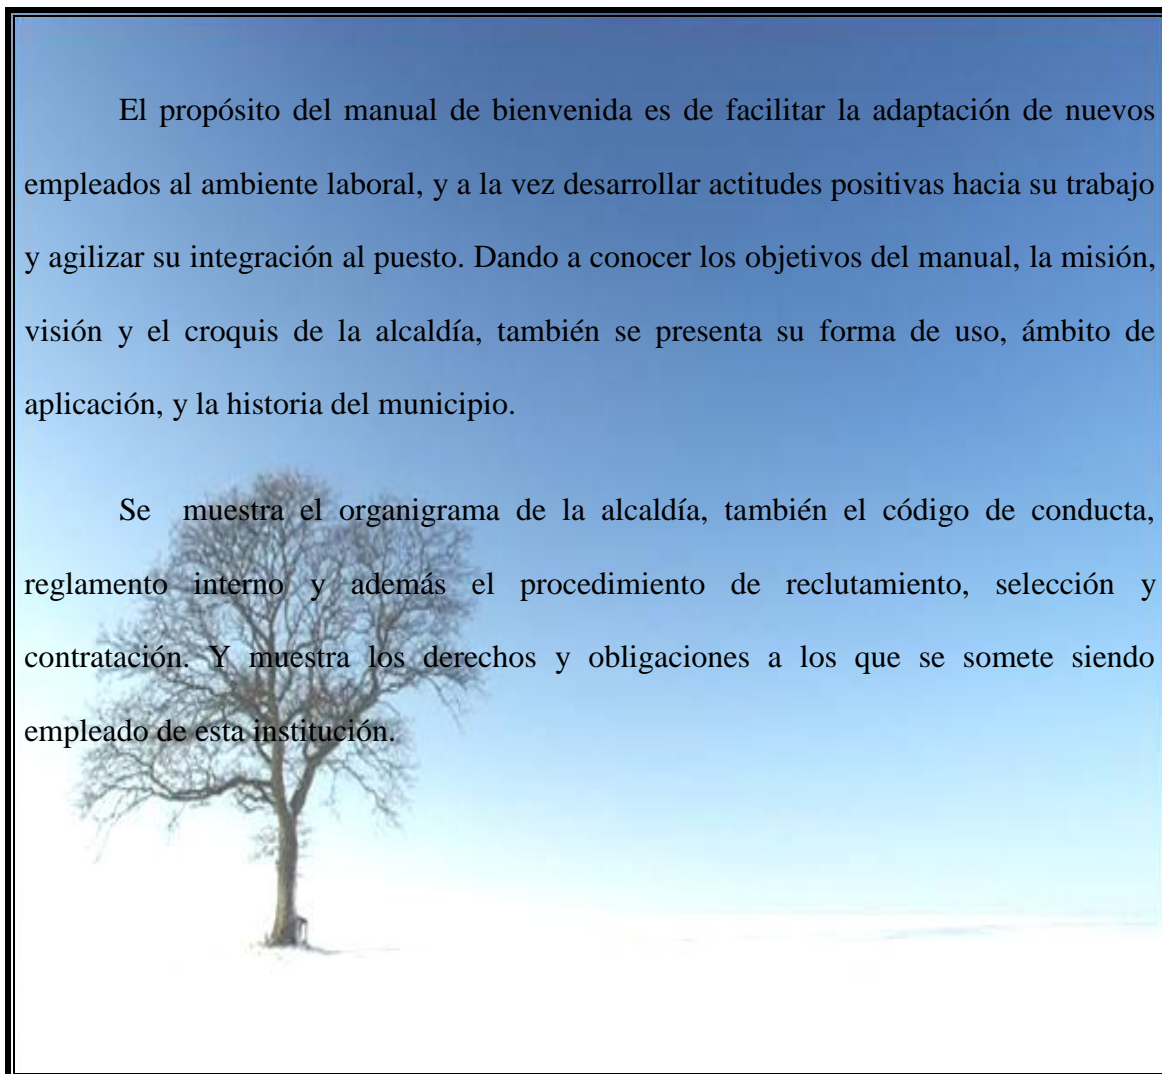 El propósito del manual de bienvenida es de facilitar la adaptación de nuevos
empleados al ambiente laboral, y a la vez desarrollar actitudes positivas hacia su trabajo
y agilizar su integración al puesto. Dando a conocer los objetivos del manual, la misión,
visión y el croquis de la alcaldía, también se presenta su forma de uso, ámbito de
aplicación, y la historia del municipio.
Se muestra el organigrama de la alcaldía, también el código de conducta,
reglamento interno y además el procedimiento de reclutamiento, selección y
contratación. Y muestra los derechos y obligaciones a los que se somete siendo
empleado de esta institución.